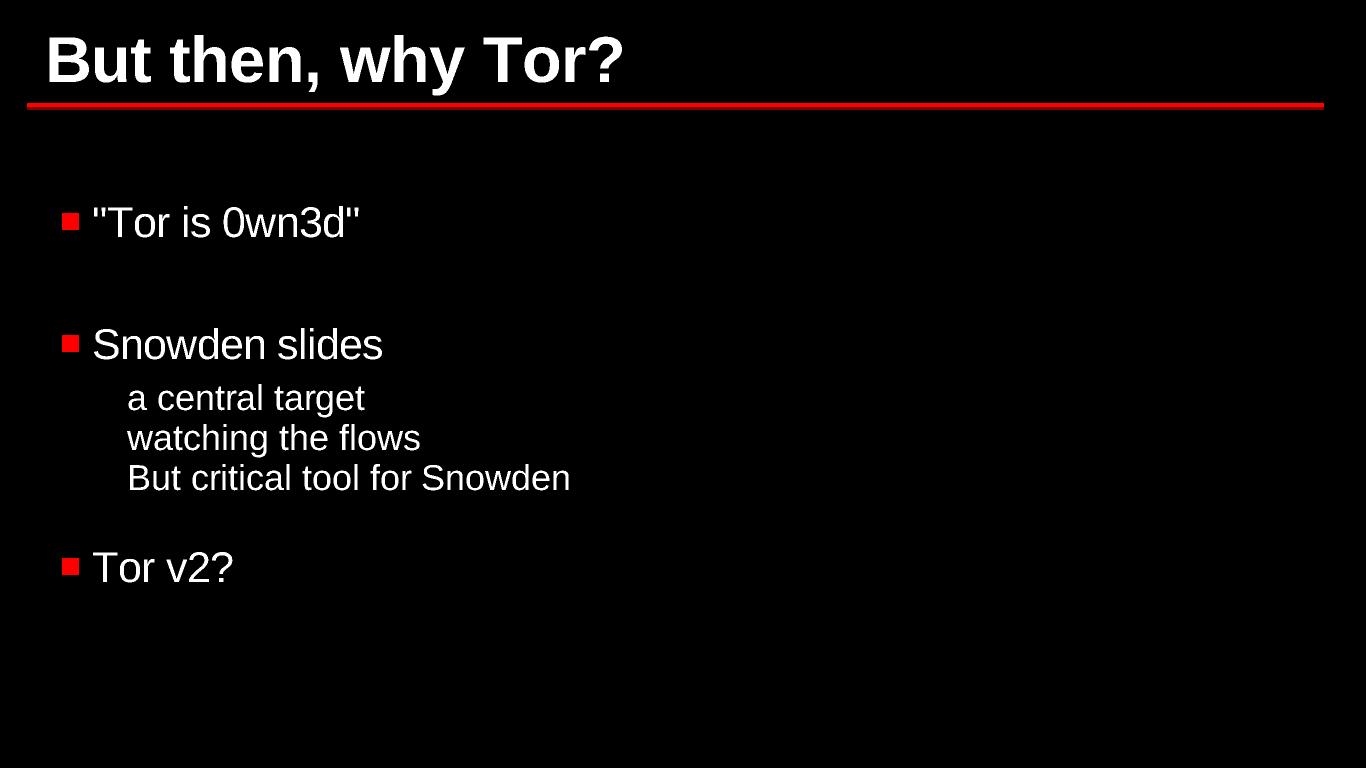 But then, why Tor?
"Tor is 0wn3d"
Snowden slides
a central target
watching the flows
But critical tool for Snowden
Tor v2?